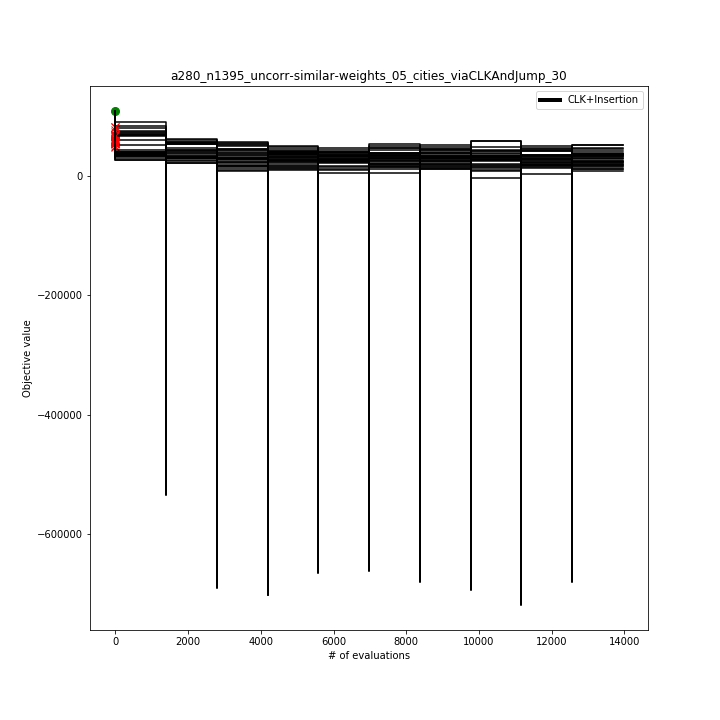 a280_n1395_uncorr-similar-weights_05_cities_viaCLKAndJump_30
CLK+Insertion
0
−200000
−400000
−600000
Objective value
0 2000 4000 6000 8000 10000 12000 14000
# of evaluations